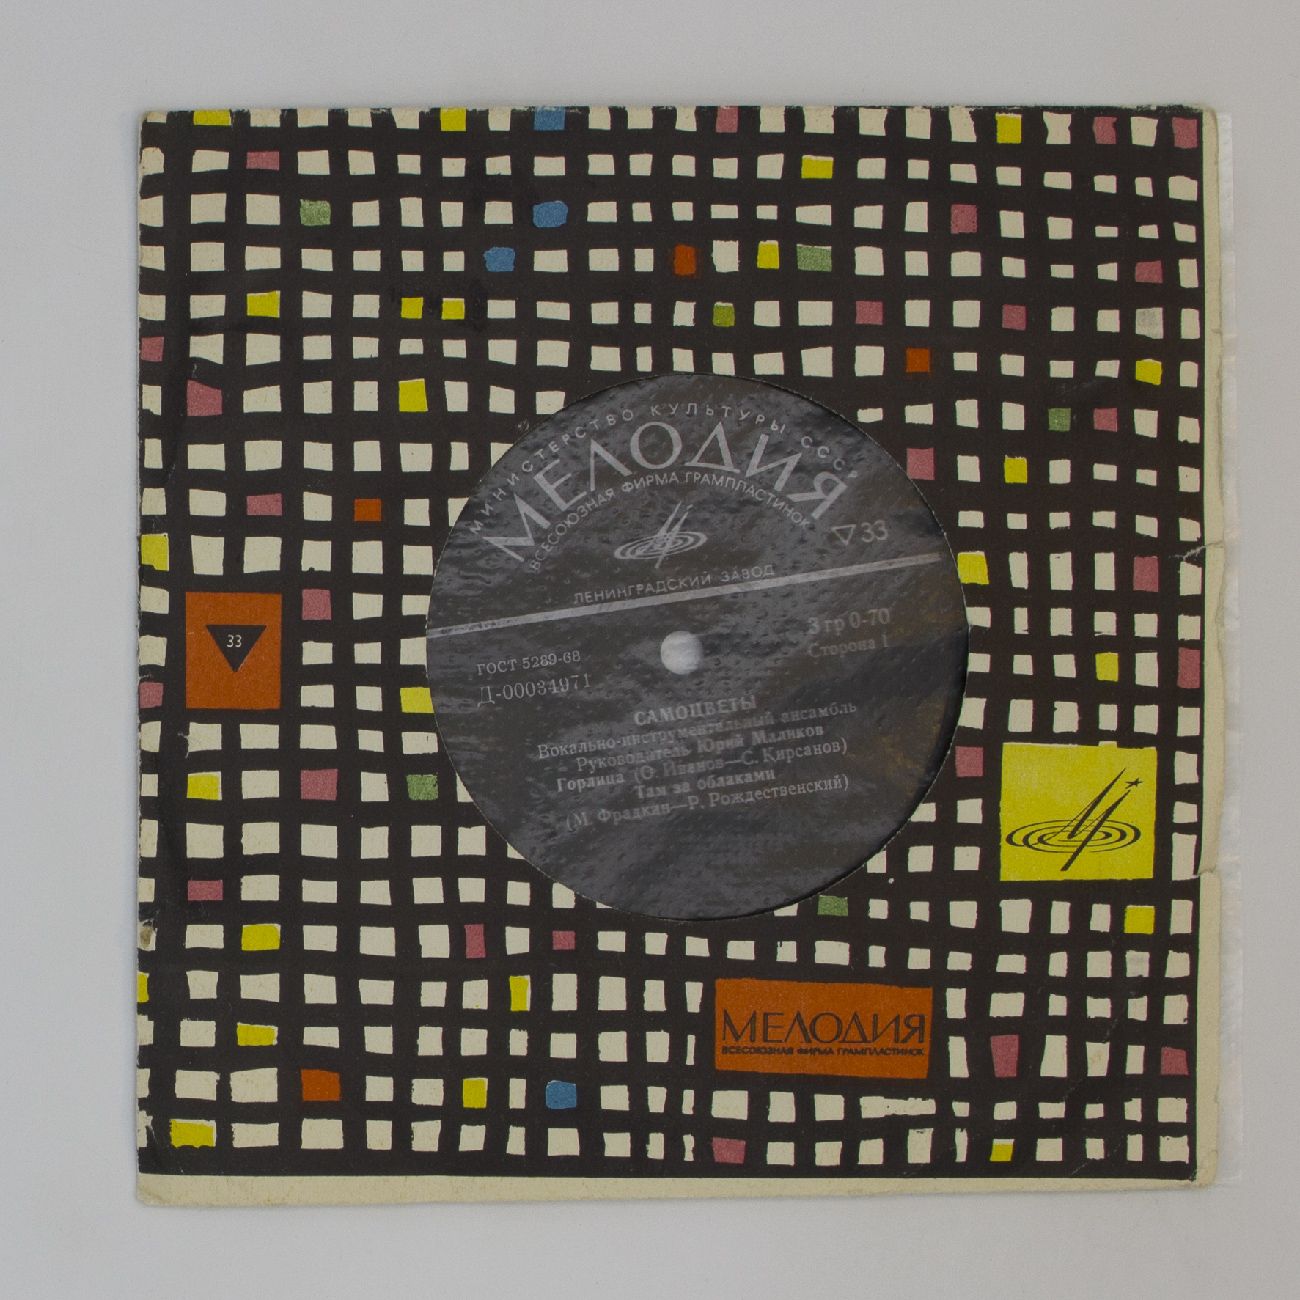 МИНИСТЕРСТВО КУЛЬТУРЫ СССР
МЕЛОДИЯ
ВСЕСОЮЗНАЯ ФИРМА ГРАМПЛАСТИНОК
33
ЛЕНИНГРАДСКИЙ ЗАВОД
3 гр 0-70
Сторона 1
ГОСТ 5289-68
Д-00034971
САМОЦВЕТЫ
Вокально-инструментальный ансамбль
Руководитель Юрий Маликов
Горлица (О. Иванов—С. Кирсанов)
Там за облаками
(М. Фрадкин—Р. Рождественский)
33
МЕЛОДИЯ
ВСЕСОЮЗНАЯ ФИРМА ГРАМПЛАСТИНОК